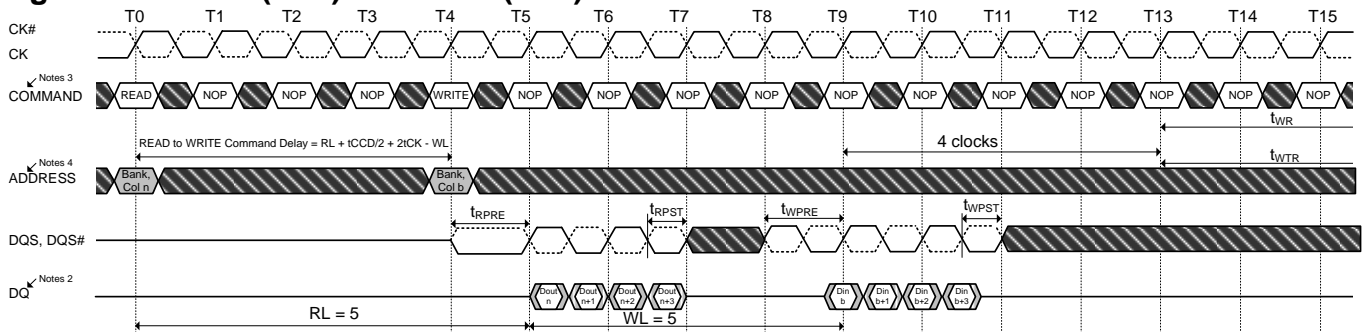 T0 T1 T2 T3 T4 T5 T6 T7 T8 T9 T10 T11 T12 T13 T14 T15
CK#
CK
Notes 3
COMMAND READ NOP NOP NOP WRITE NOP NOP NOP NOP NOP NOP NOP NOP NOP NOP NOP
tWR
READ to WRITE Command Delay = RL + tCCD/2 + 2tCK - WL
4 clocks
tWTR
Notes 4
ADDRESS Bank, Col n Bank, Col b
tRPRE tRPST tWPRE tWPST
DQS, DQS#
Notes 2
DQ Dout n Dout n+1 Dout n+2 Dout n+3 Din b Din b+1 Din b+2 Din b+3
RL = 5 WL = 5